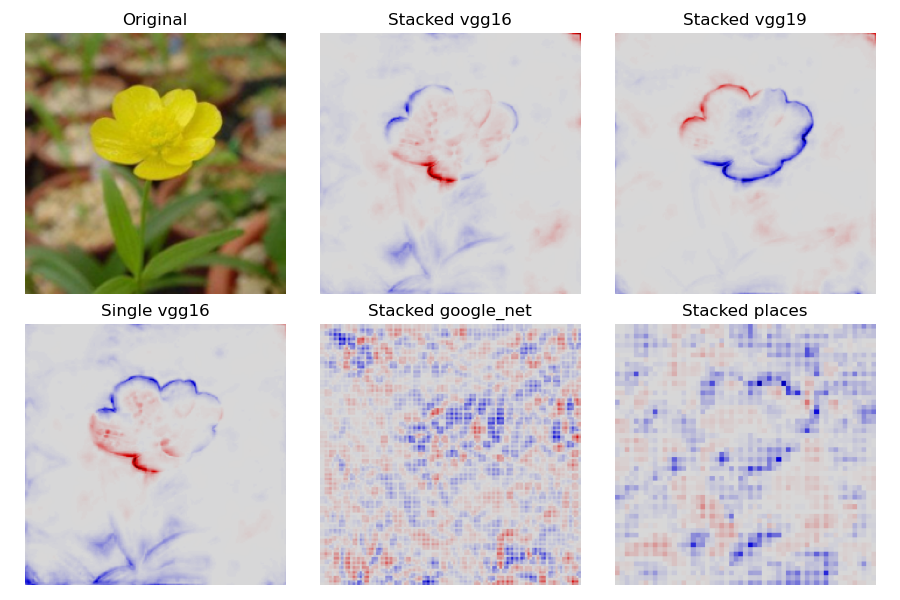 Original
Stacked vgg16
Stacked vgg19
Single vgg16
Stacked google_net
Stacked places